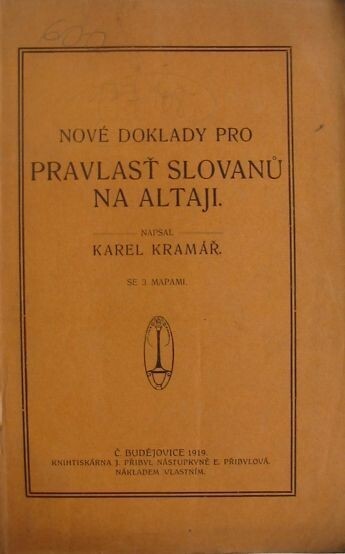 NOVÉ DOKLADY PRO
PRAVLASŤ SLOVANŮ
NA ALTAJI.
NAPSAL
KAREL KRAMÁŘ.
SE 3 MAPAMI.
Č. BUDĚJOVICE 1919.
KNIHTISKÁRNA J. PŘIBYL NÁSTUPKYNĚ E. PŘIBYLOVÁ.
NÁKLADEM VLASTNÍM.